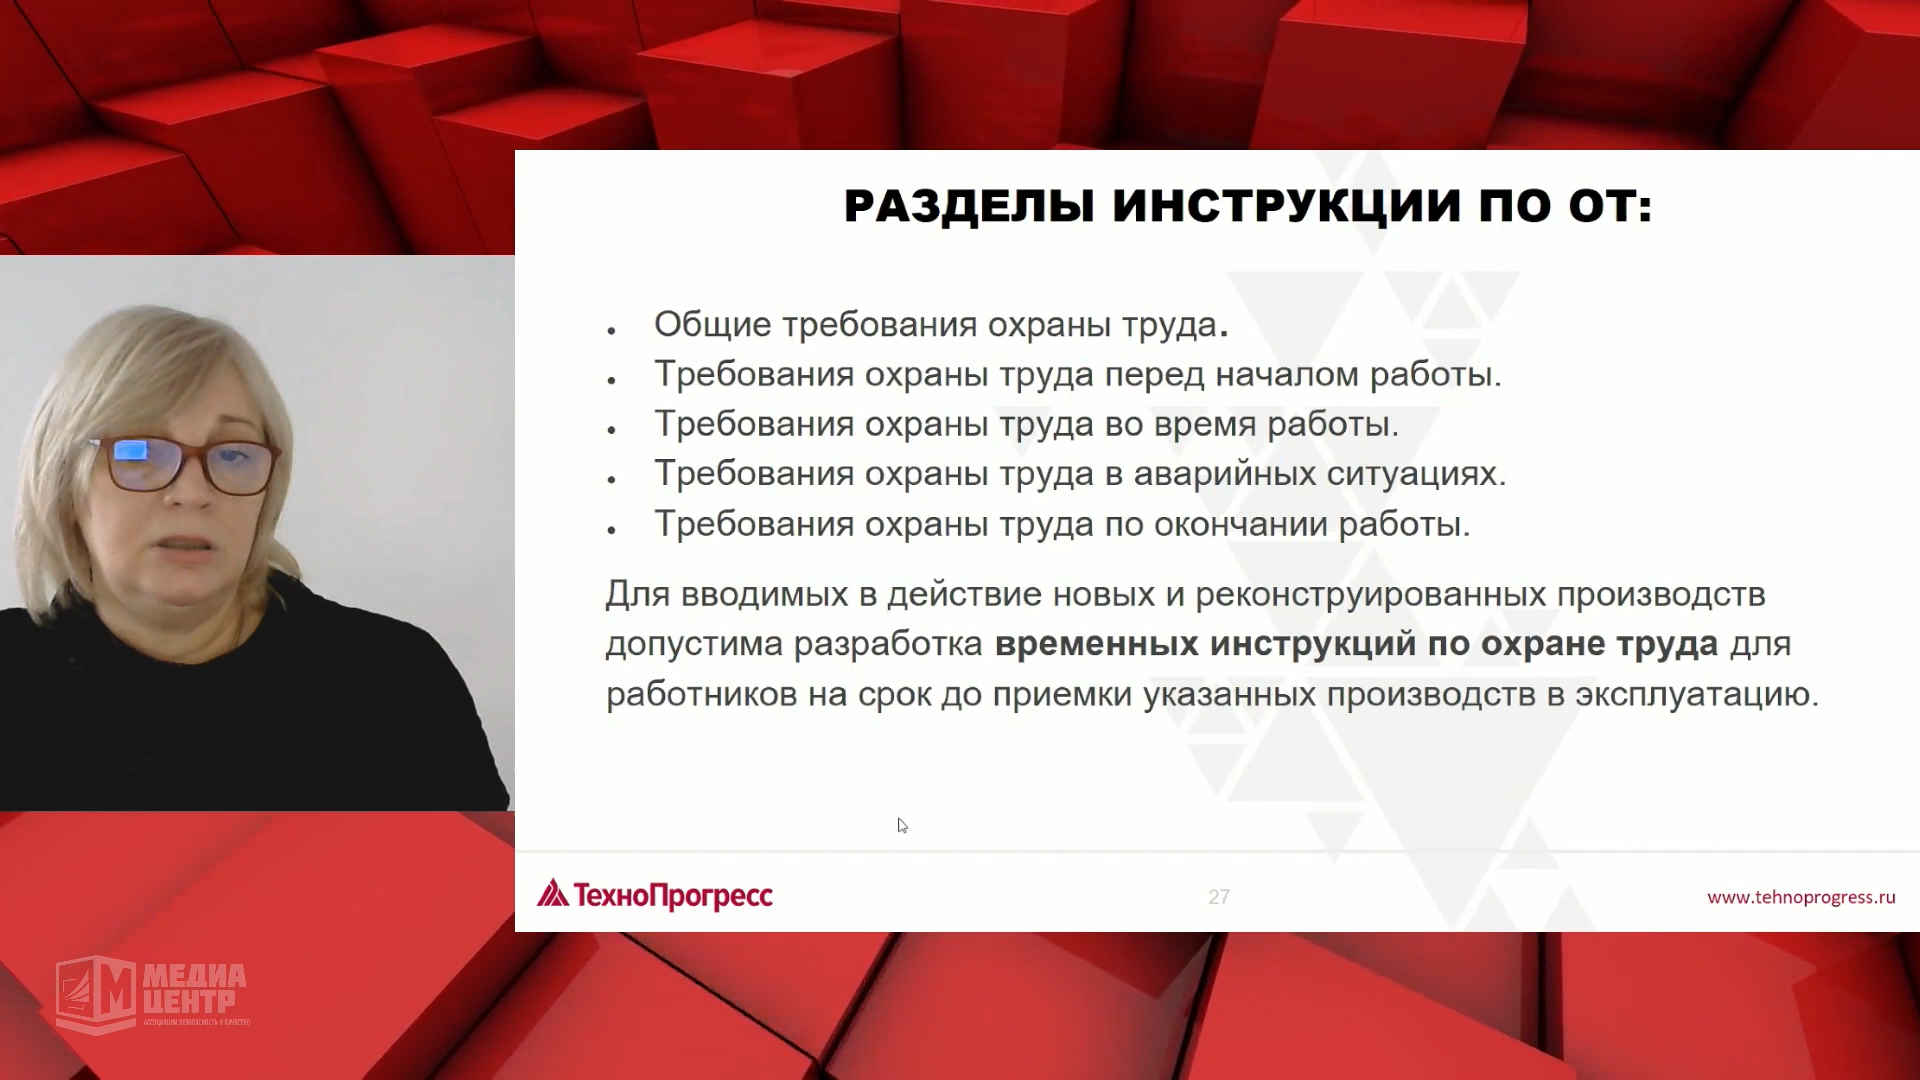 РАЗДЕЛЫ ИНСТРУКЦИИ ПО ОТ:
• Общие требования охраны труда.
• Требования охраны труда перед началом работы.
• Требования охраны труда во время работы.
• Требования охраны труда в аварийных ситуациях.
• Требования охраны труда по окончании работы.
Для вводимых в действие новых и реконструированных производств
допустима разработка временных инструкций по охране труда для
работников на срок до приемки указанных производств в эксплуатацию.
ТехноПрогресс
27
www.tehnoprogress.ru
М МЕДИА
ЦЕНТР
АССОЦИАЦИИ БЕЗОПАСНОСТЬ И КАЧЕСТВО